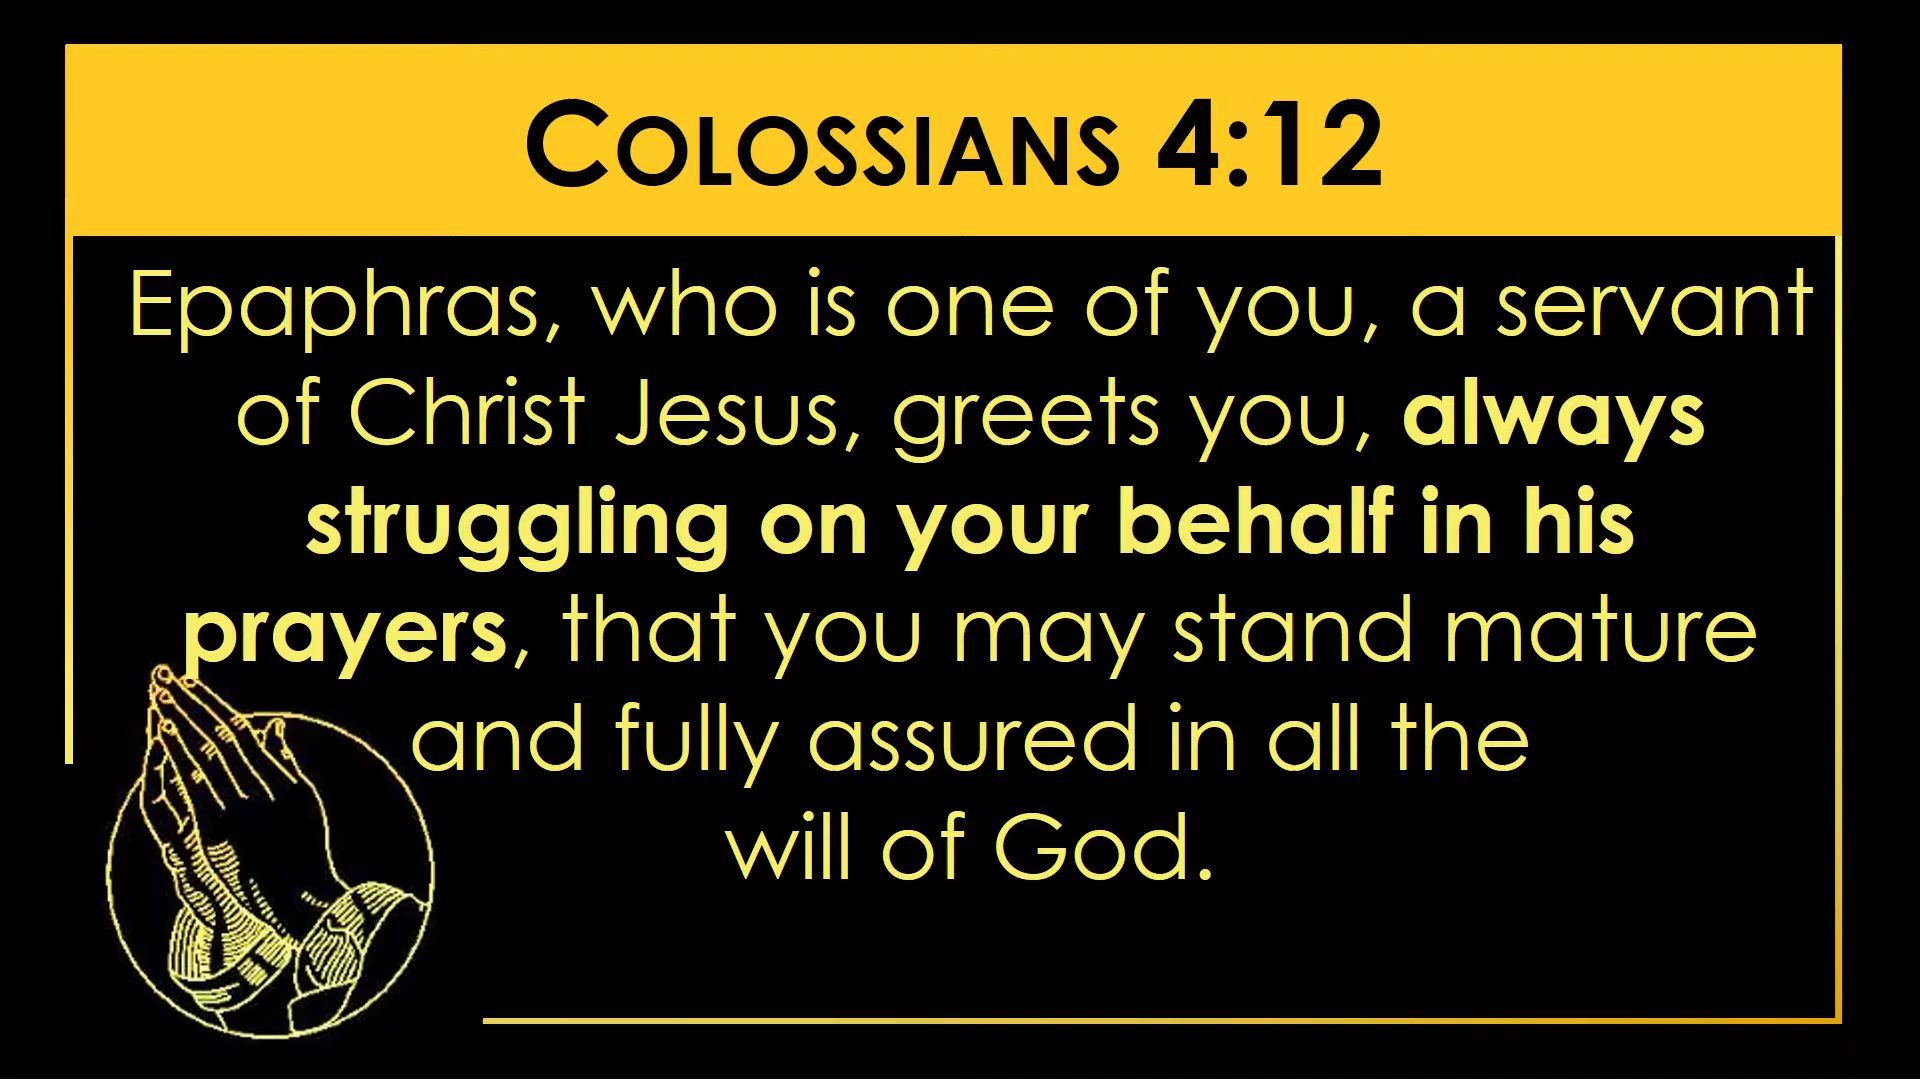 COLOSSIANS 4:12
Epaphras, who is one of you, a servant
of Christ Jesus, greets you, always
struggling on your behalf in his
prayers, that you may stand mature
and fully assured in all the
will of God.